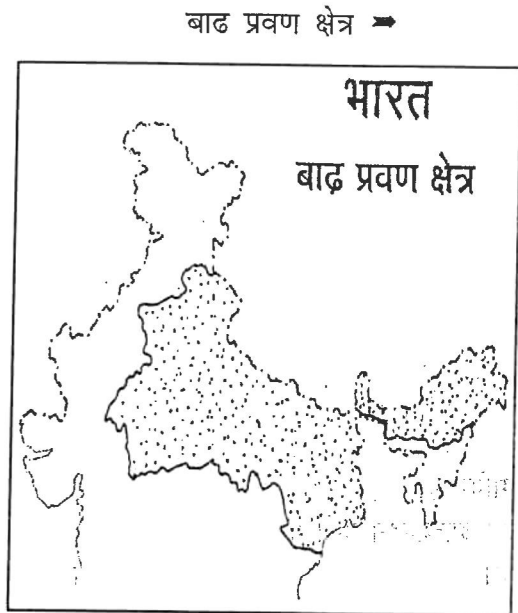 बाढ प्रवण क्षेत्र ➨
भारत
बाढ़ प्रवण क्षेत्र